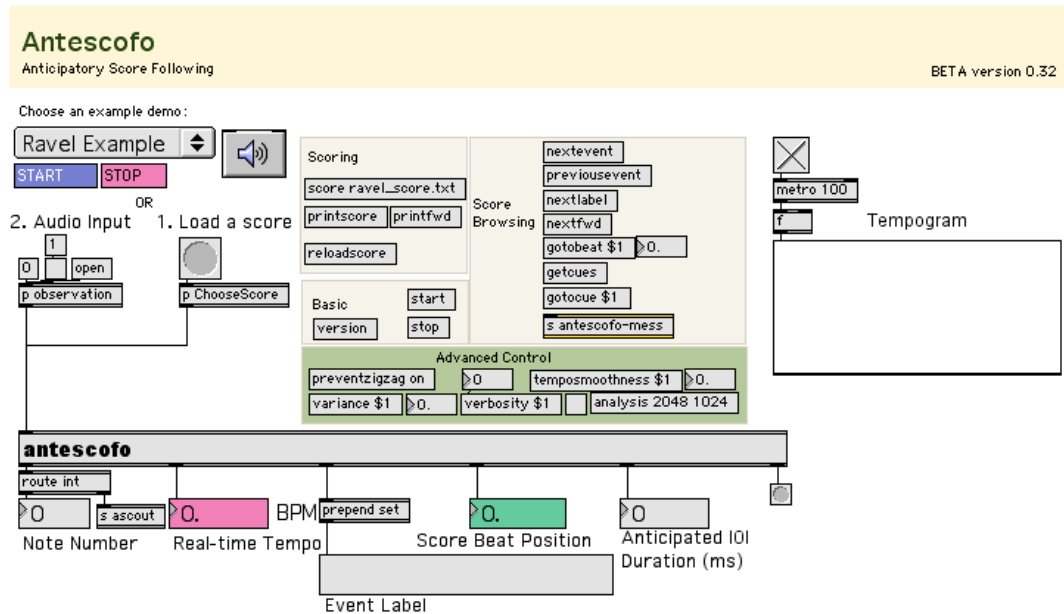 Antescofo
Anticipatory Score Following
BETA version 0.32
Choose an example demo:
Ravel Example
START STOP
OR
2. Audio Input 1. Load a score
1
0 open
p observation p ChooseScore
Scoring
score ravel_score.txt
printscore printfwd
reloadscore
Basic start
version stop
Score
Browsing
nextevent
previousevent
nextlabel
nextfwd
gotobeat $1 0.
getcues
gotocue $1
s antescofo-mess
metro 100
f Tempogram
Advanced Control
preventzigzag on 0 temposmoothness $1 0.
variance $1 0. verbosity $1 analysis 2048 1024
antescofo
route int
0 s ascout 0. BPM prepend set 0. 0
Note Number Real-time Tempo Score Beat Position Anticipated IOI
Duration (ms)
Event Label